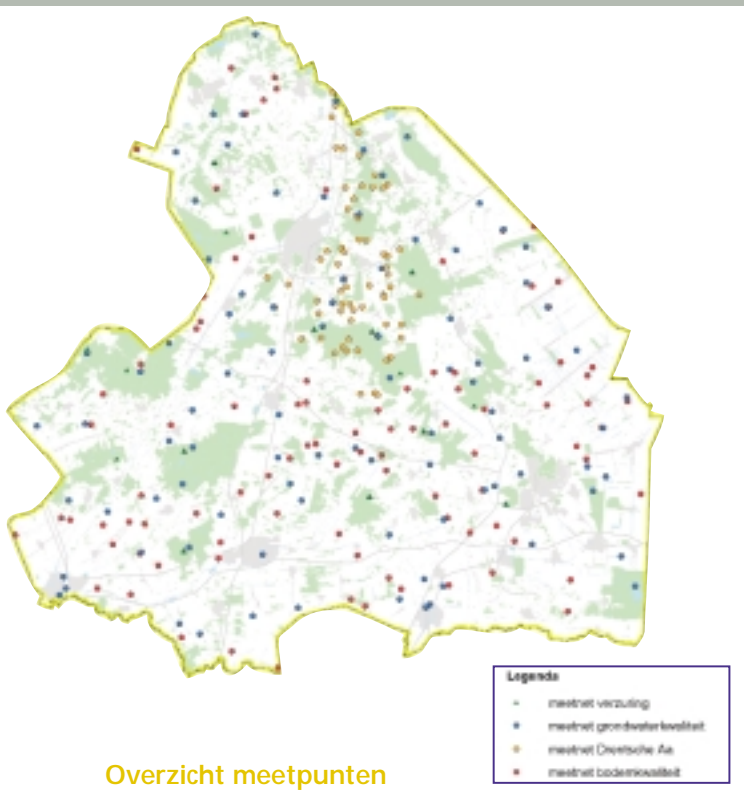 Legenda
meetnet verzuring
meetnet grondwaterkwaliteit
meetnet Drentsche Aa
meetnet bodemkwaliteit
Overzicht meetpunten